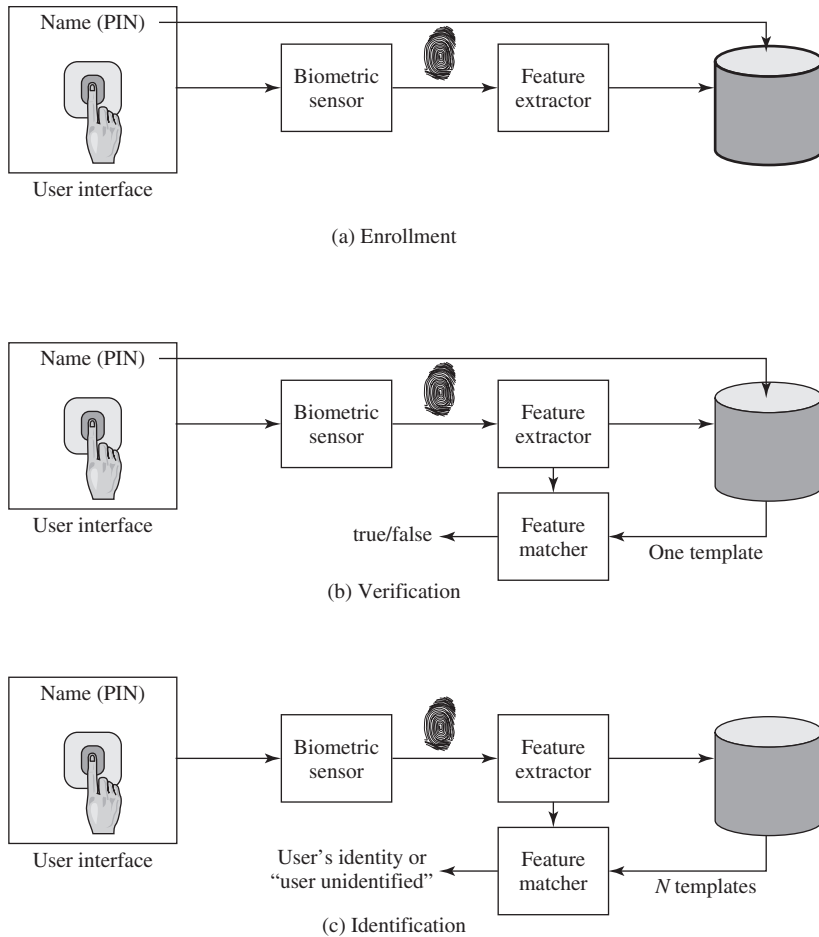 Name (PIN)
Biometric
sensor
Feature
extractor
User interface
(a) Enrollment
Name (PIN)
Biometric
sensor
Feature
extractor
User interface
true/false
Feature
matcher
One template
(b) Verification
Name (PIN)
Biometric
sensor
Feature
extractor
User interface
User's identity or
“user unidentified”
Feature
matcher
N templates
(c) Identification